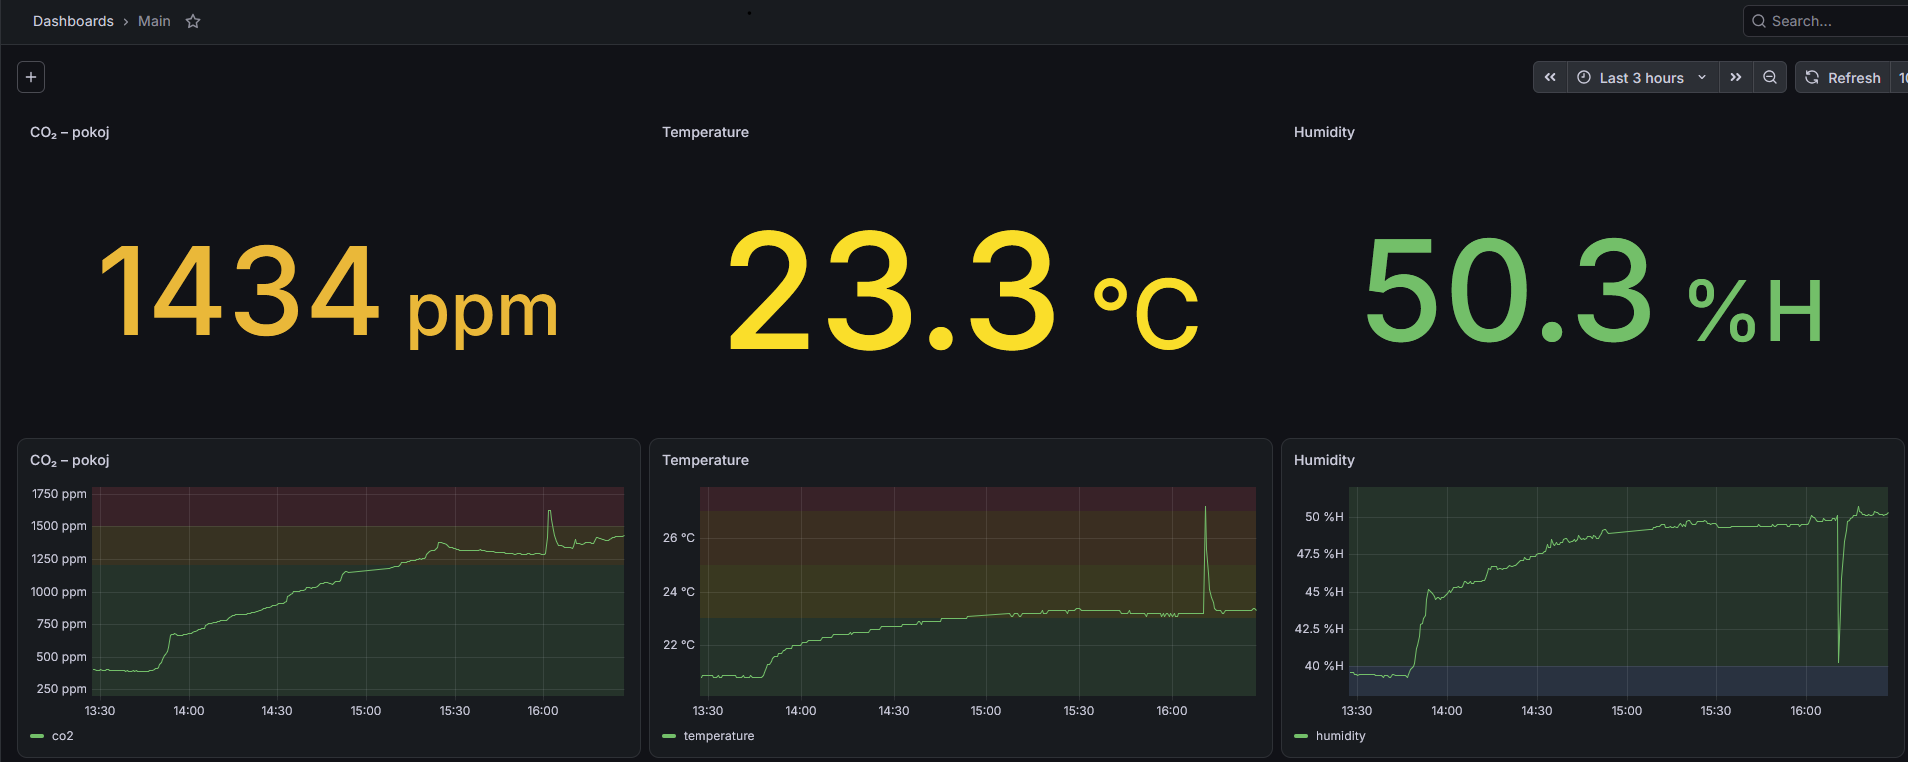 Dashboards › Main
Search...
Last 3 hours
Refresh
10
CO₂ – pokoj
Temperature
Humidity
1434 ppm
23.3 °C
50.3 %H
CO₂ – pokoj
1750 ppm
1500 ppm
1250 ppm
1000 ppm
750 ppm
500 ppm
250 ppm
13:30 14:00 14:30 15:00 15:30 16:00
co2
Temperature
26 °C
24 °C
22 °C
13:30 14:00 14:30 15:00 15:30 16:00
temperature
Humidity
50 %H
47.5 %H
45 %H
42.5 %H
40 %H
13:30 14:00 14:30 15:00 15:30 16:00
humidity